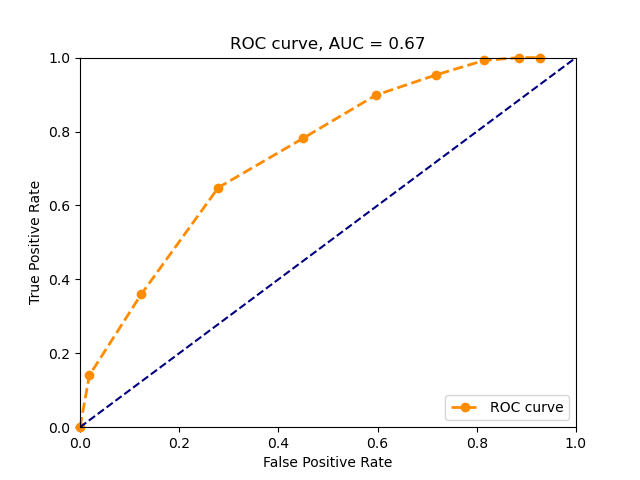 ROC curve, AUC = 0.67
1.0
0.8
0.6
0.4
0.2
0.0
True Positive Rate
ROC curve
0.0 0.2 0.4 0.6 0.8 1.0
False Positive Rate